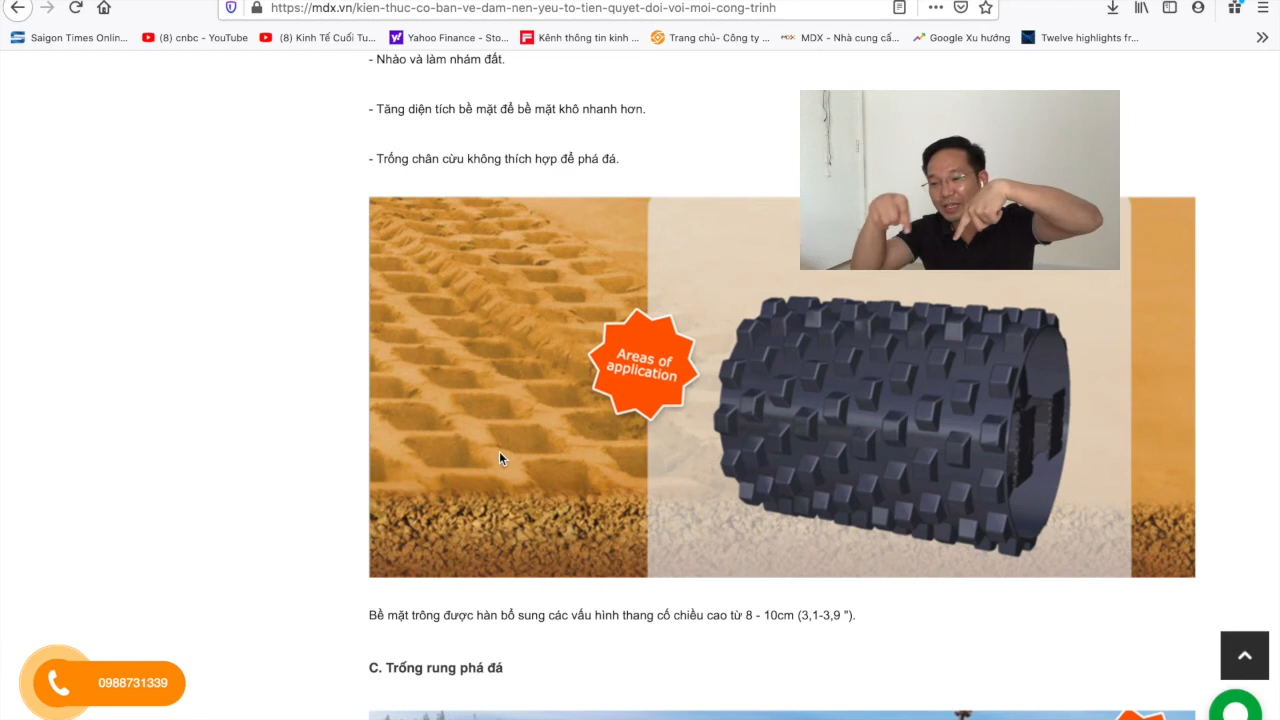 https://mdx.vn/kien-thuc-co-ban-ve-dam-nen-yeu-to-tien-quyet-doi-voi-moi-cong-trinh
Saigon Times Onlin... (8) cnbc - YouTube (8) Kinh Tế Cuối Tu... Yahoo Finance - Sto... Kênh thông tin kinh ... Trang chủ- Công ty ... MDX - Nhà cung cấ... Google Xu hướng Twelve highlights fr...
- Nhào và làm nhám đất.
- Tăng diện tích bề mặt để bề mặt khô nhanh hơn.
- Trống chân cừu không thích hợp để phá đá.
Areas of
application
Bề mặt trông được hàn bổ sung các vấu hình thang cố chiều cao từ 8 - 10cm (3,1-3,9 ").
C. Trống rung phá đá
0988731339